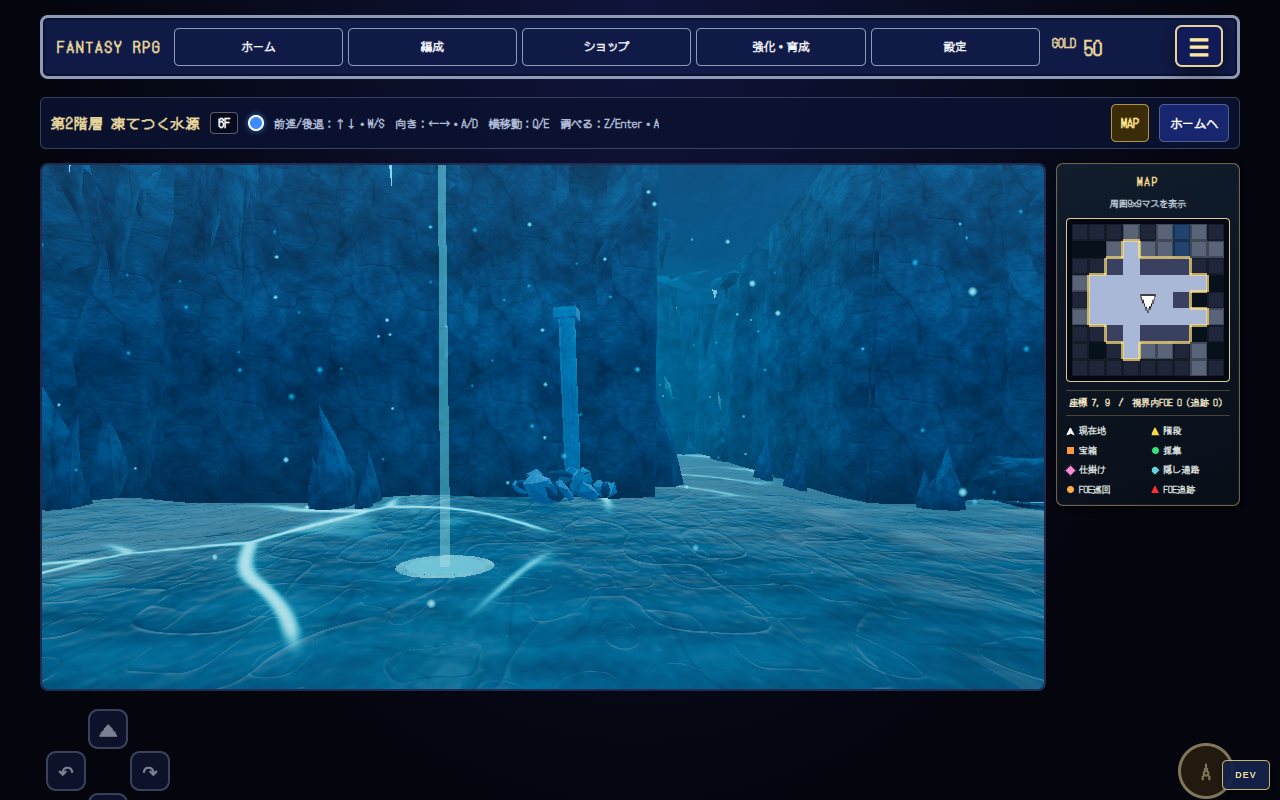 FANTASY RPG
ホーム
編成
ショップ
強化・育成
設定
GOLD 50
第2階層 凍てつく水源
6F
前進/後退：↑↓・W/S 向き：←→・A/D 横移動：Q/E 調べる：Z/Enter・A
MAP
ホームへ
MAP
周囲9x9マスを表示
座標 7, 9 / 視界内FOE 0（追跡 0）
現在地
階段
宝箱
採集
仕掛け
隠し通路
FOE巡回
FOE追跡
A
DEV